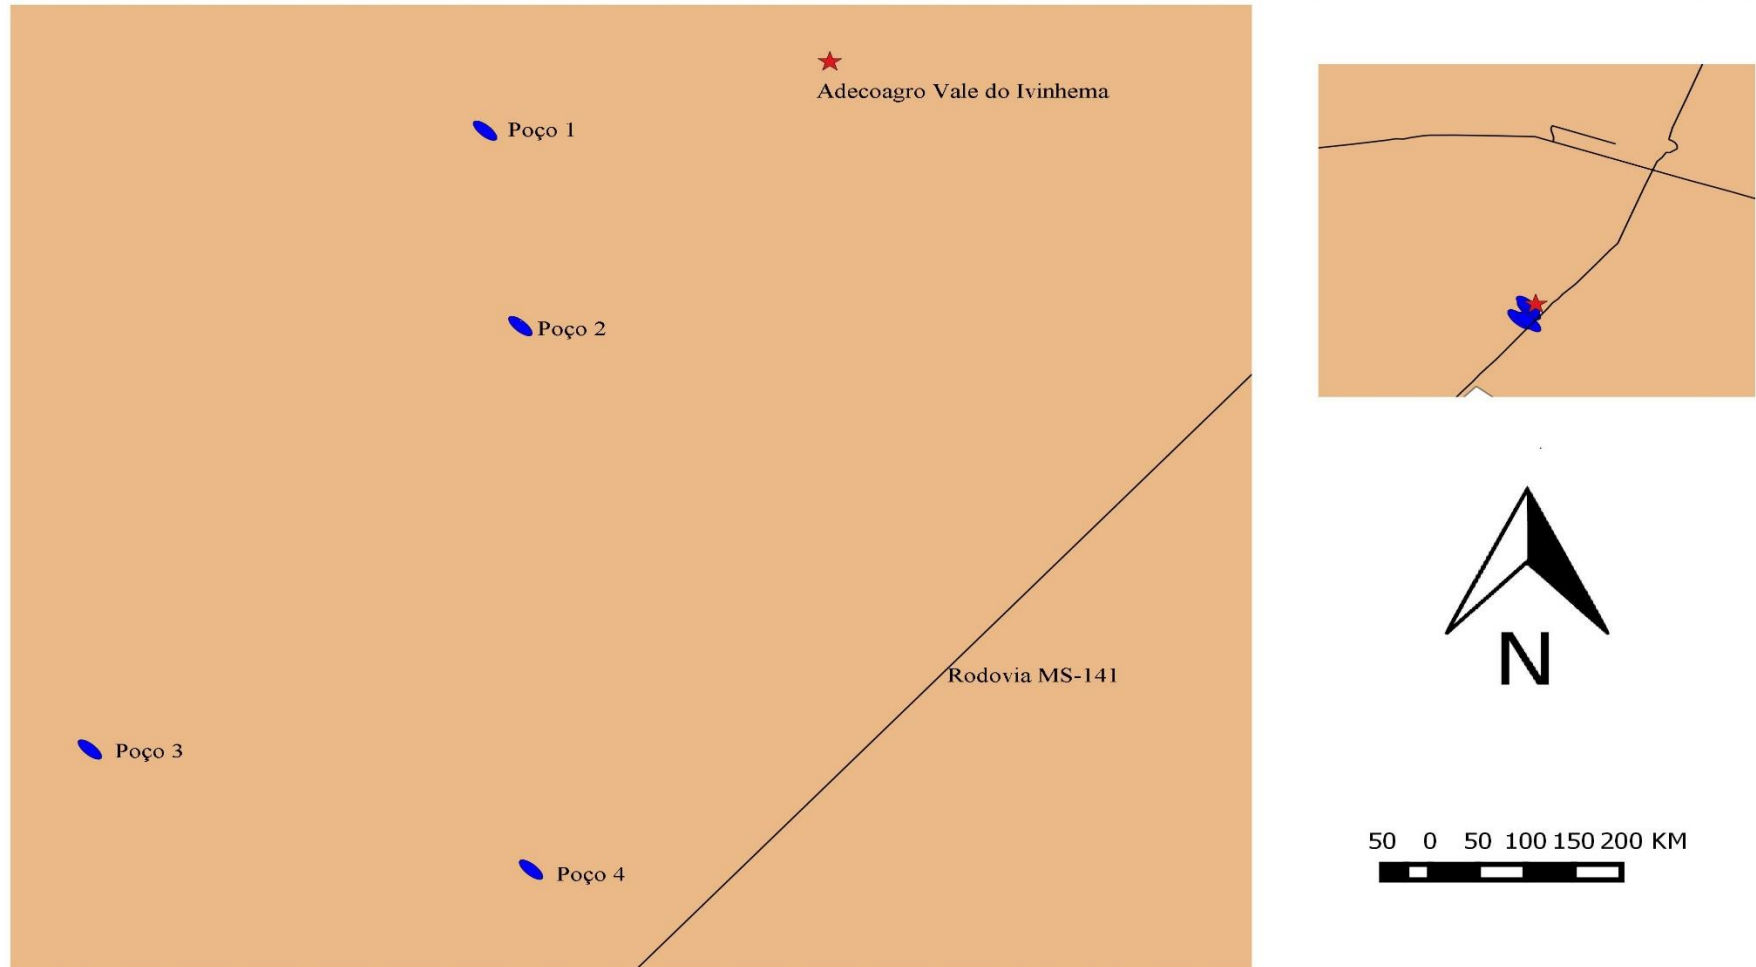 Adecoagro Vale do Ivinhema
Poço 1
Poço 2
Rodovia MS-141
Poço 3
Poço 4
N
50 0 50 100 150 200 KM